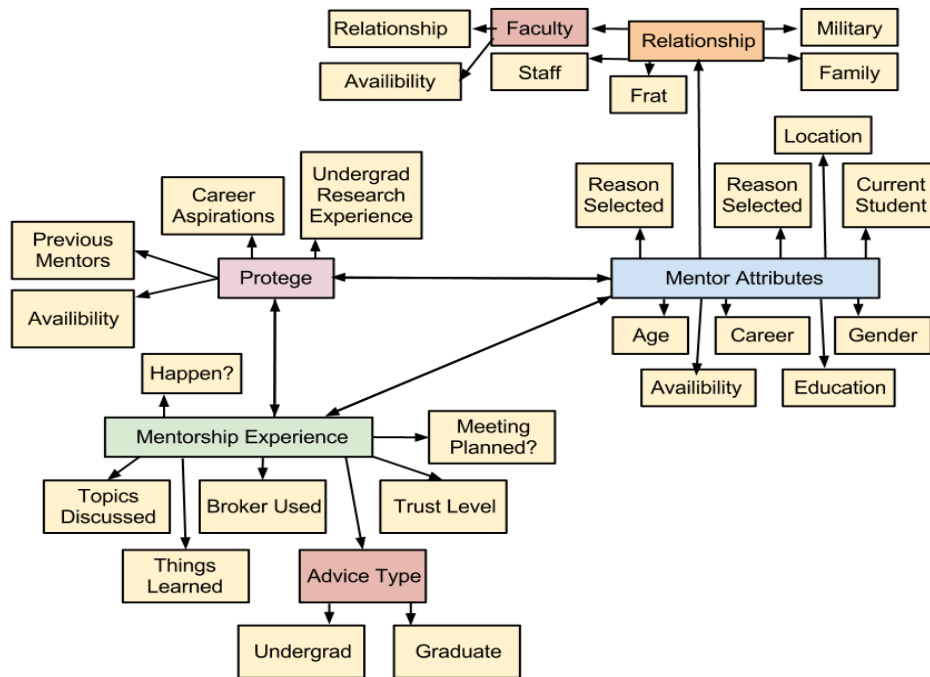 Relationship
Faculty
Relationship
Military
Availibility
Staff
Frat
Family
Location
Undergrad
Research
Experience
Career
Aspirations
Reason
Selected
Reason
Selected
Current
Student
Previous
Mentors
Protege
Mentor Attributes
Availibility
Age
Career
Gender
Happen?
Availibility
Education
Mentorship Experience
Meeting
Planned?
Topics
Discussed
Broker Used
Trust Level
Things
Learned
Advice Type
Undergrad
Graduate